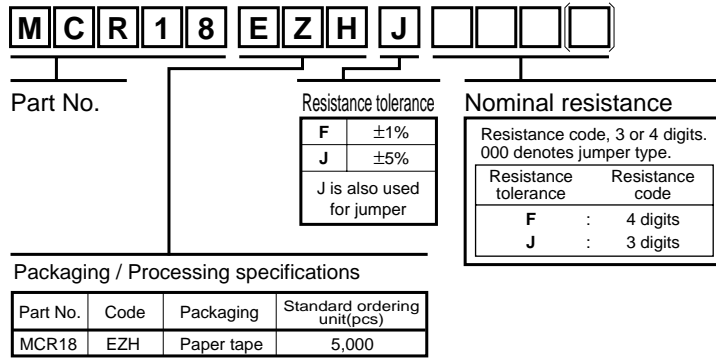 MCR18 EZH J
Part No.
Resistance tolerance
F ±1%
J ±5%
J is also used
for jumper
Nominal resistance
Resistance code, 3 or 4 digits.
000 denotes jumper type.
Resistance tolerance Resistance code
F : 4 digits
J : 3 digits
Packaging / Processing specifications
Part No. Code Packaging Standard ordering unit(pcs)
MCR18 EZH Paper tape 5,000